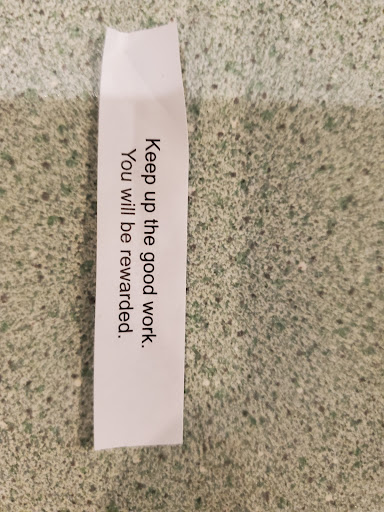 Keep up the good work.
You will be rewarded.